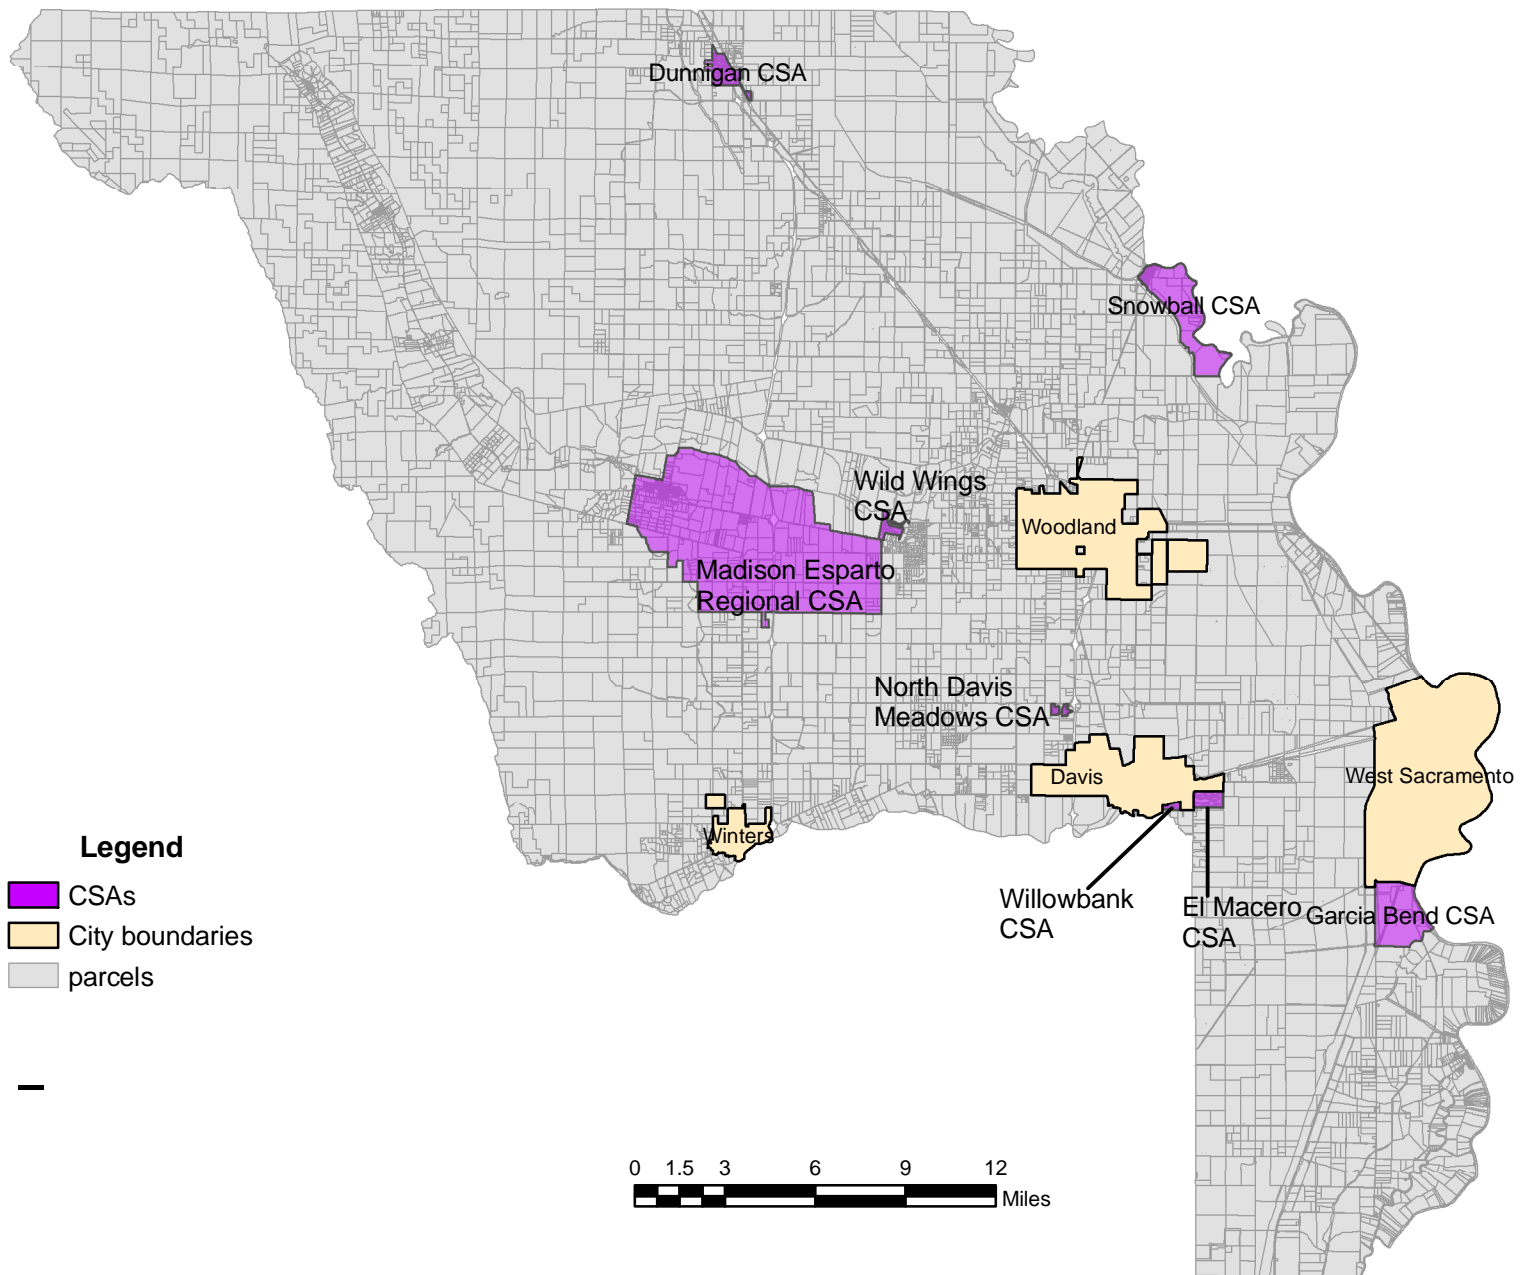 Dunnigan CSA
Snowball CSA
Wild Wings
CSA
Woodland
Madison Esparto
Regional CSA
North Davis
Meadows CSA
Davis
West Sacramento
Winters
Willowbank
CSA
El Macero
CSA
Garcia Bend CSA
Legend
CSAs
City boundaries
parcels
0 1.5 3 6 9 12
Miles